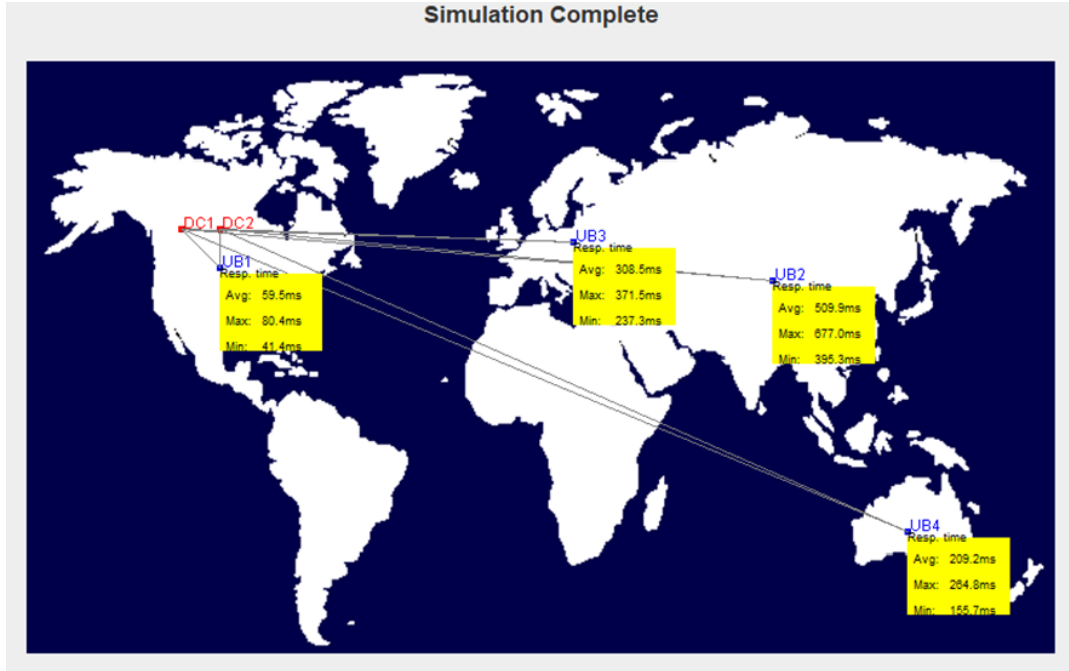 Simulation Complete
DC1 DC2
UB3
Resp. time
Avg: 308.5ms
Max: 371.5ms
Min: 237.3ms
UB1
Resp. time
Avg: 59.5ms
Max: 80.4ms
Min: 41.4ms
UB2
Resp. time
Avg: 509.9ms
Max: 677.0ms
Min: 395.3ms
UB4
Resp. time
Avg: 209.2ms
Max: 264.8ms
Min: 155.7ms